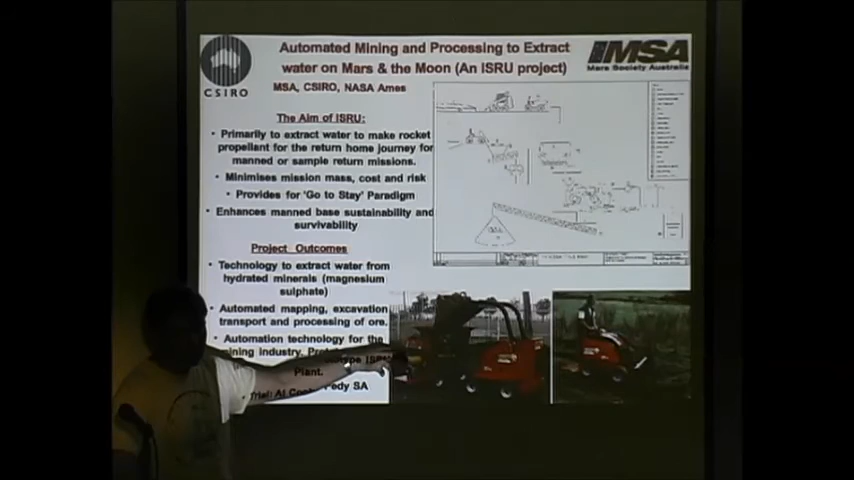 CSIRO
Automated Mining and Processing to Extract
water on Mars & the Moon (An ISRU project)
MSA, CSIRO, NASA Ames
MSA
Mars Society Australia
The Aim of ISRU:
• Primarily to extract water to make rocket
propellant for the return home journey for
manned or sample return missions.
• Minimises mission mass, cost and risk
• Provides for 'Go to Stay' Paradigm
• Enhances manned base sustainability and
survivability
Project Outcomes
• Technology to extract water from
hydrated minerals (magnesium
sulphate)
• Automated mapping, excavation
transport and processing of ore.
• Automation technology for the
mining industry.
Plant.
SA